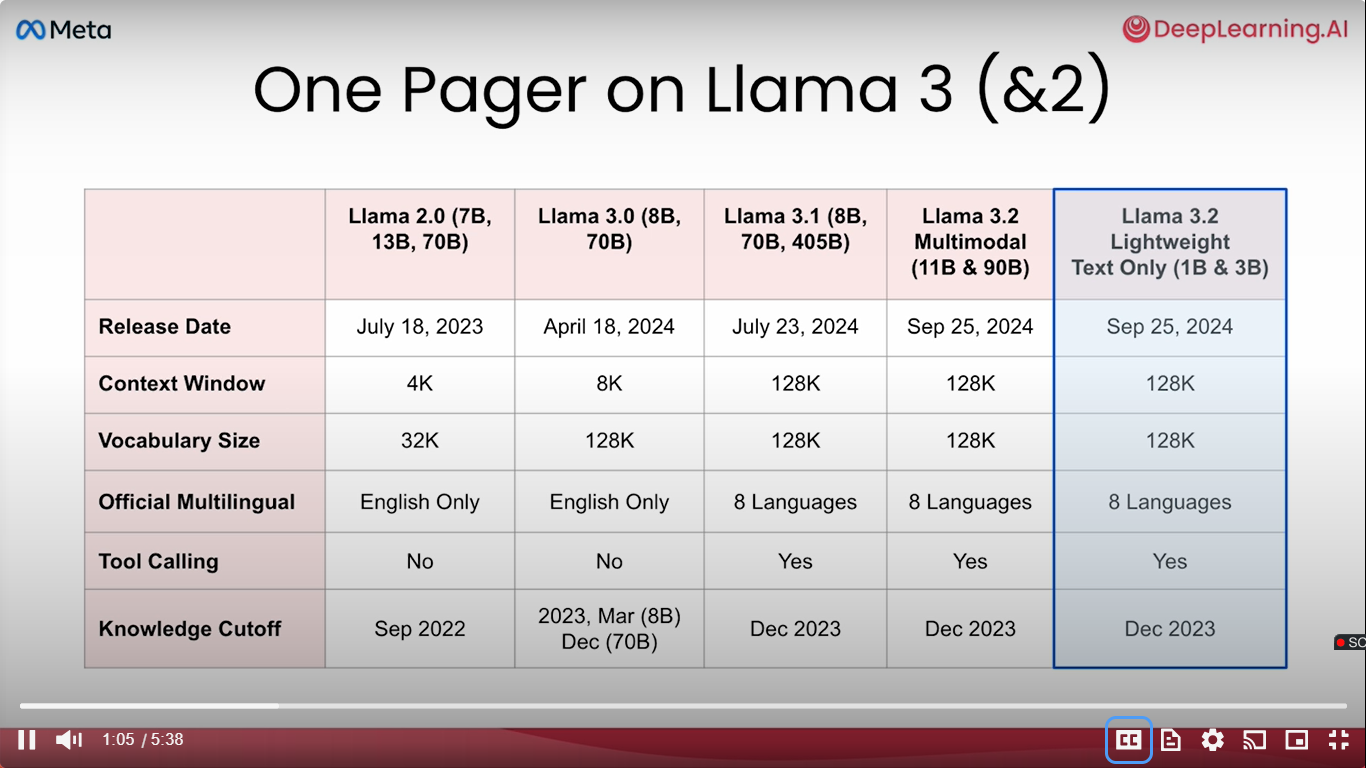 Meta
DeepLearning.AI
One Pager on Llama 3 (&2)
Llama 2.0 (7B,
13B, 70B)
Llama 3.0 (8B,
70B)
Llama 3.1 (8B,
70B, 405B)
Llama 3.2
Multimodal
(11B & 90B)
Llama 3.2
Lightweight
Text Only (1B & 3B)
Release Date
July 18, 2023
April 18, 2024
July 23, 2024
Sep 25, 2024
Sep 25, 2024
Context Window
4K
8K
128K
128K
128K
Vocabulary Size
32K
128K
128K
128K
128K
Official Multilingual
English Only
English Only
8 Languages
8 Languages
8 Languages
Tool Calling
No
No
Yes
Yes
Yes
Knowledge Cutoff
Sep 2022
2023, Mar (8B)
Dec (70B)
Dec 2023
Dec 2023
Dec 2023
1:05 / 5:38
CC